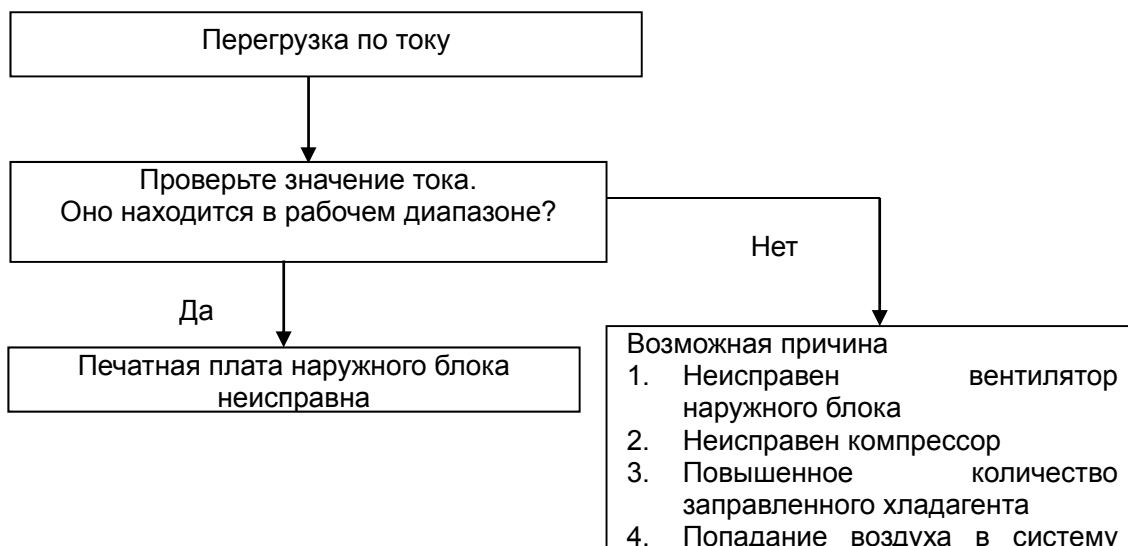 Перегрузка по току
Проверьте значение тока.
Оно находится в рабочем диапазоне?
Нет
Да
Печатная плата наружного блока
неисправна
Возможная причина
1. Неисправен вентилятор
наружного блока
2. Неисправен компрессор
3. Повышенное количество
заправленного хладагента
4. Попадание воздуха в систему